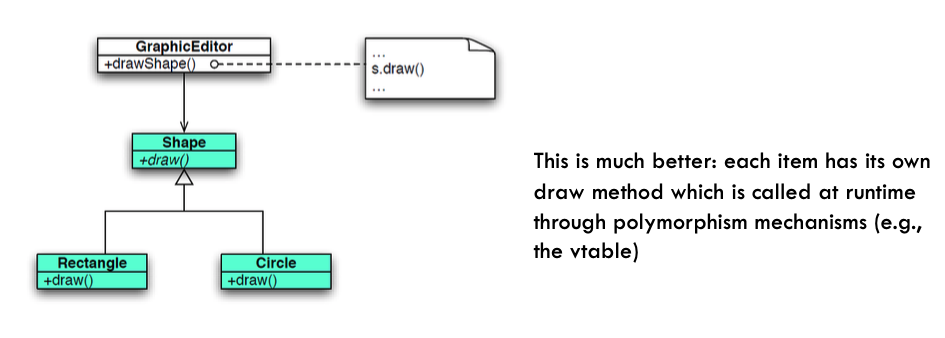 GraphicEditor
+drawShape()
...
s.draw()
...
Shape
+draw()
Rectangle
+draw()
Circle
+draw()
This is much better: each item has its own
draw method which is called at runtime
through polymorphism mechanisms (e.g.,
the vtable)